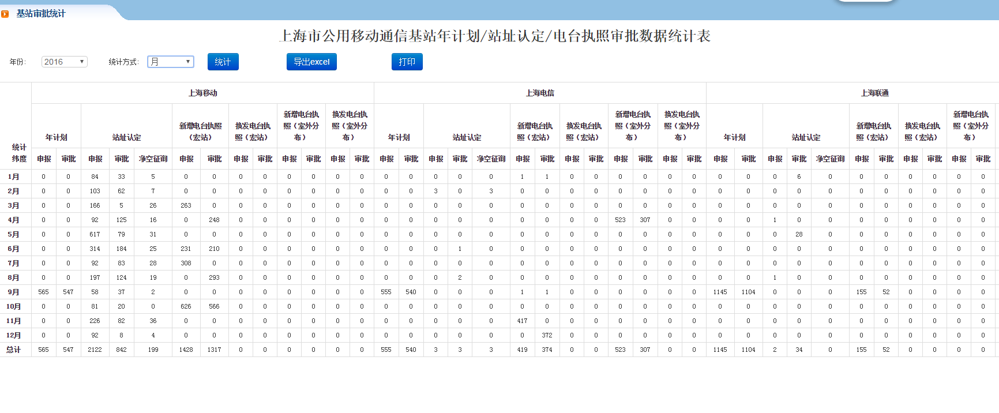 基站审批统计
上海市公用移动通信基站年计划/站址认定/电台执照审批数据统计表
年份: 2016 统计方式: 月 统计 导出excel 打印
统计纬度 上海移动 上海电信 上海联通
年计划 站址认定 新增电台执照（宏站） 换发电台执照（宏站） 新增电台执照（室外分布） 换发电台执照（室外分布） 年计划 站址认定 新增电台执照（宏站） 换发电台执照（宏站） 新增电台执照（室外分布） 换发电台执照（室外分布） 年计划 站址认定 新增电台执照（宏站） 换发电台执照（宏站） 新增电台执照（室外分布）
申报 审批 申报 审批 净空征询 申报 审批 申报 审批 申报 审批 申报 审批 申报 审批 申报 审批 净空征询 申报 审批 申报 审批 申报 审批 申报 审批 申报 审批 申报 审批 净空征询 申报 审批 申报 审批 申报 审批
1月 0 0 84 33 5 0 0 0 0 0 0 0 0 0 0 0 0 0 1 1 0 0 0 0 0 0 0 0 0 6 0 0 0 0 0 0 0
2月 0 0 103 62 7 0 0 0 0 0 0 0 0 0 0 3 0 3 0 0 0 0 0 0 0 0 0 0 0 0 0 0 0 0 0 0 0
3月 0 0 166 5 26 263 0 0 0 0 0 0 0 0 0 0 0 0 0 0 0 0 0 0 0 0 0 0 0 0 0 0 0 0 0 0 0
4月 0 0 92 125 16 0 248 0 0 0 0 0 0 0 0 0 0 0 0 0 0 0 523 307 0 0 0 0 1 0 0 0 0 0 0 0 0
5月 0 0 617 79 31 0 0 0 0 0 0 0 0 0 0 0 0 0 0 0 0 0 0 0 0 0 0 0 0 28 0 0 0 0 0 0 0
6月 0 0 314 184 25 231 210 0 0 0 0 0 0 0 0 0 1 0 0 0 0 0 0 0 0 0 0 0 0 0 0 0 0 0 0 0 0
7月 0 0 92 83 28 308 0 0 0 0 0 0 0 0 0 0 0 0 0 0 0 0 0 0 0 0 0 0 0 0 0 0 0 0 0 0 0
8月 0 0 197 124 19 0 293 0 0 0 0 0 0 0 0 0 2 0 0 0 0 0 0 0 0 0 0 0 1 0 0 0 0 0 0 0 0
9月 565 547 58 37 2 0 0 0 0 0 0 0 0 555 540 0 0 0 1 1 0 0 0 0 0 0 1145 1104 0 0 0 155 52 0 0 0 0
10月 0 0 81 20 0 626 566 0 0 0 0 0 0 0 0 0 0 0 0 0 0 0 0 0 0 0 0 0 0 0 0 0 0 0 0 0 0
11月 0 0 226 82 36 0 0 0 0 0 0 0 0 0 0 0 0 0 417 0 0 0 0 0 0 0 0 0 0 0 0 0 0 0 0 0 0
12月 0 0 92 8 4 0 0 0 0 0 0 0 0 0 0 0 0 0 0 372 0 0 0 0 0 0 0 0 0 0 0 0 0 0 0 0 0
总计 565 547 2122 842 199 1428 1317 0 0 0 0 0 0 555 540 3 3 3 419 374 0 0 523 307 0 0 1145 1104 2 34 0 155 52 0 0 0 0